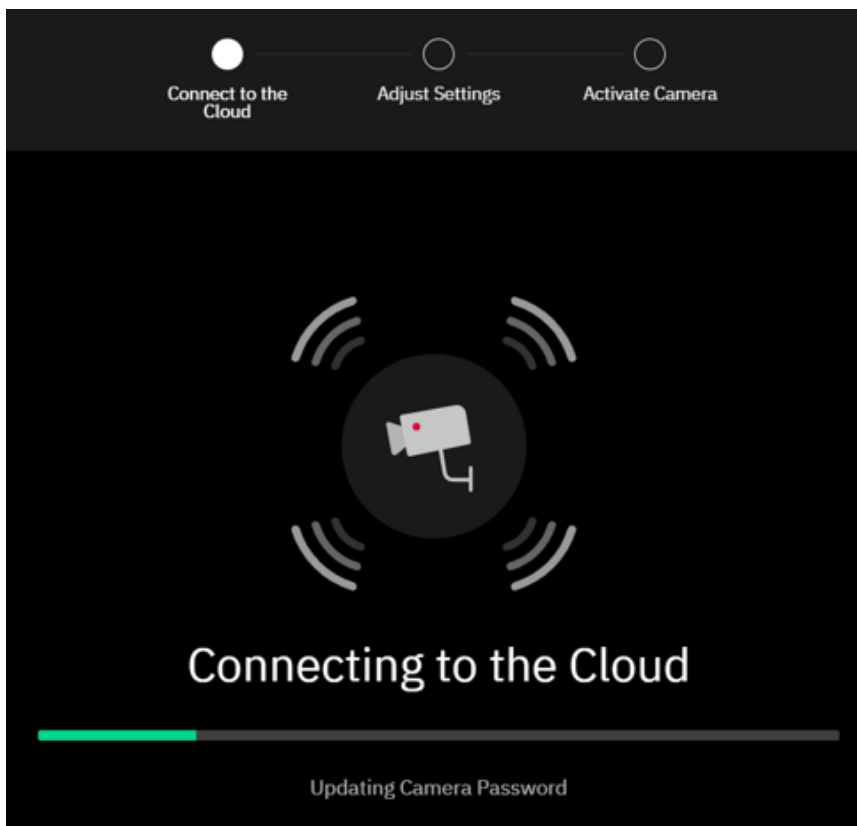 Connect to the
Cloud
Adjust Settings
Activate Camera
Connecting to the Cloud
Updating Camera Password